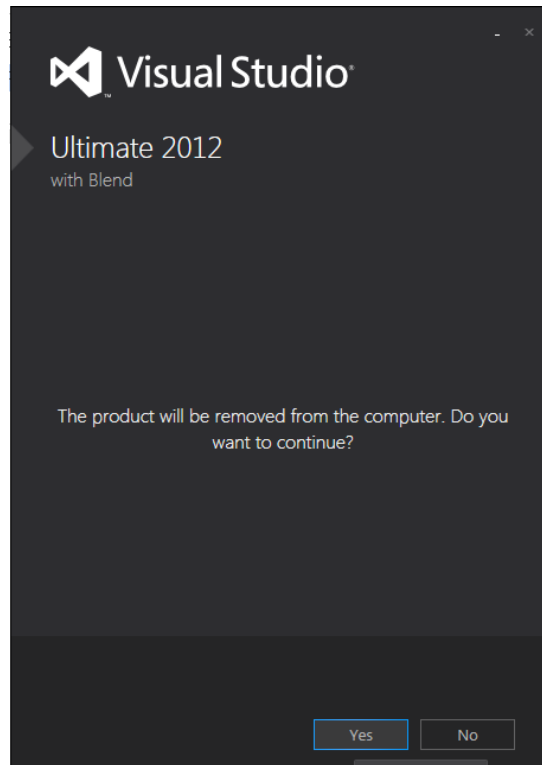 Visual Studio®
™
Ultimate 2012
with Blend
The product will be removed from the computer. Do you
want to continue?
Yes
No